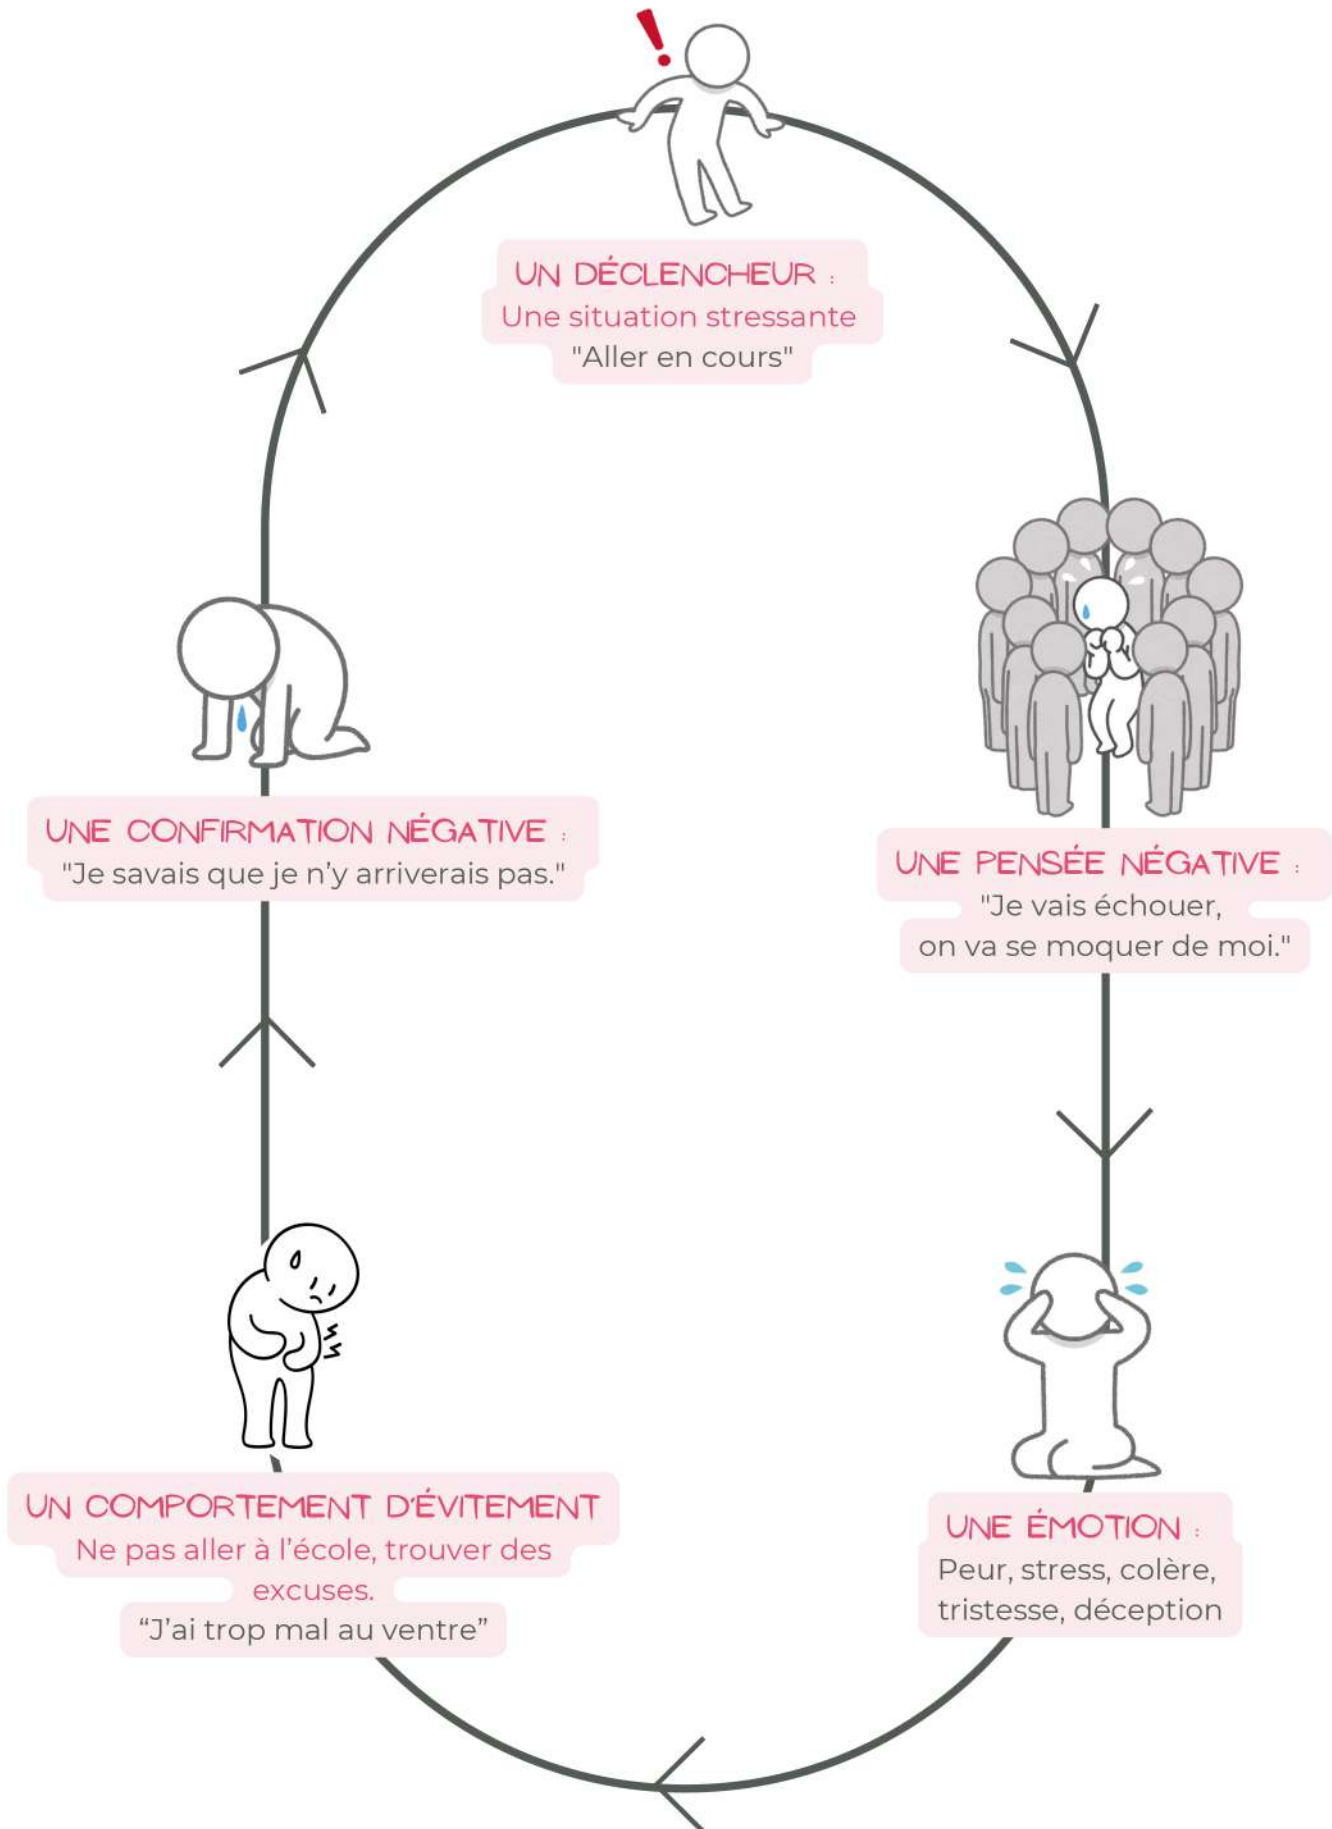 UN DÉCLENCHEUR :
Une situation stressante
"Aller en cours"
UNE PENSÉE NÉGATIVE :
"Je vais échouer,
on va se moquer de moi."
UNE ÉMOTION :
Peur, stress, colère,
tristesse, déception
UN COMPORTEMENT D'ÉVITEMENT
Ne pas aller à l'école, trouver des
excuses.
“J'ai trop mal au ventre”
UNE CONFIRMATION NÉGATIVE :
"Je savais que je n'y arriverais pas."